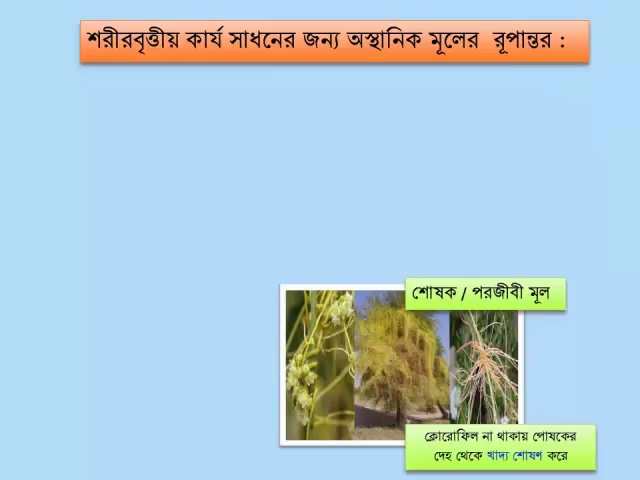 শরীরবৃত্তীয় কার্য সাধনের জন্য অস্থানিক মূলের রূপান্তর :
শোষক / পরজীবী মূল
ক্লোরোফিল না থাকায় পোষকের
দেহ থেকে খাদ্য শোষণ করে